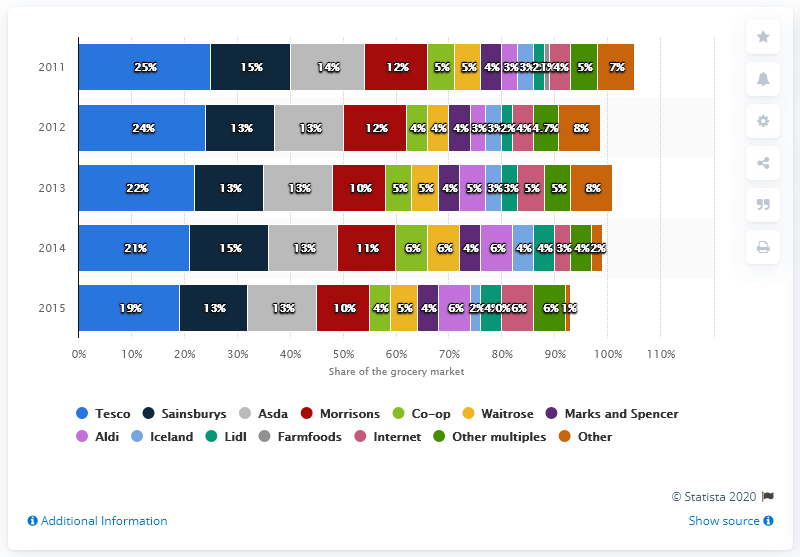 2011 25% 15% 14% 12% 5% 5% 4% 3% 3% 2% 1% 4% 5% 7%
2012 24% 13% 13% 12% 4% 4% 4% 3% 3% 2% 4% 4.7% 8%
2013 22% 13% 13% 10% 5% 5% 4% 5% 3% 3% 5% 5% 8%
2014 21% 15% 13% 11% 6% 6% 4% 6% 4% 4% 3% 4% 2%
2015 19% 13% 13% 10% 4% 5% 4% 6% 2% 4% 0% 6% 6% 1%
0% 10% 20% 30% 40% 50% 60% 70% 80% 90% 100% 110%
Share of the grocery market
Tesco Sainsburys Asda Morrisons Co-op Waitrose Marks and Spencer
Aldi Iceland Lidl Farmfoods Internet Other multiples Other
© Statista 2020
Additional Information Show source